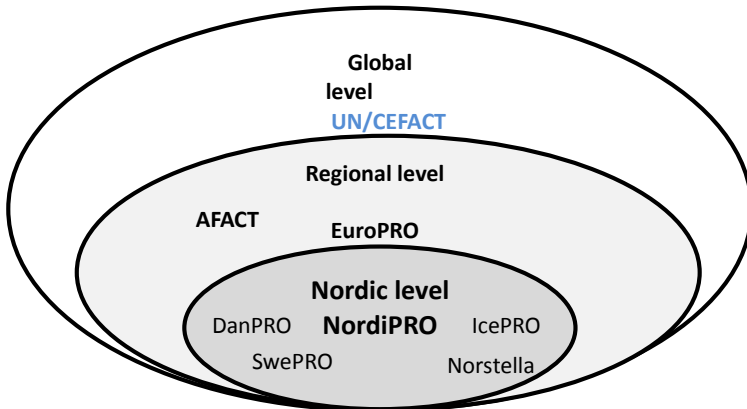 Global
level
UN/CEFACT
Regional level
AFACT
EuroPRO
Nordic level
DanPRO NordiPRO IcePRO
SwePRO Norstella